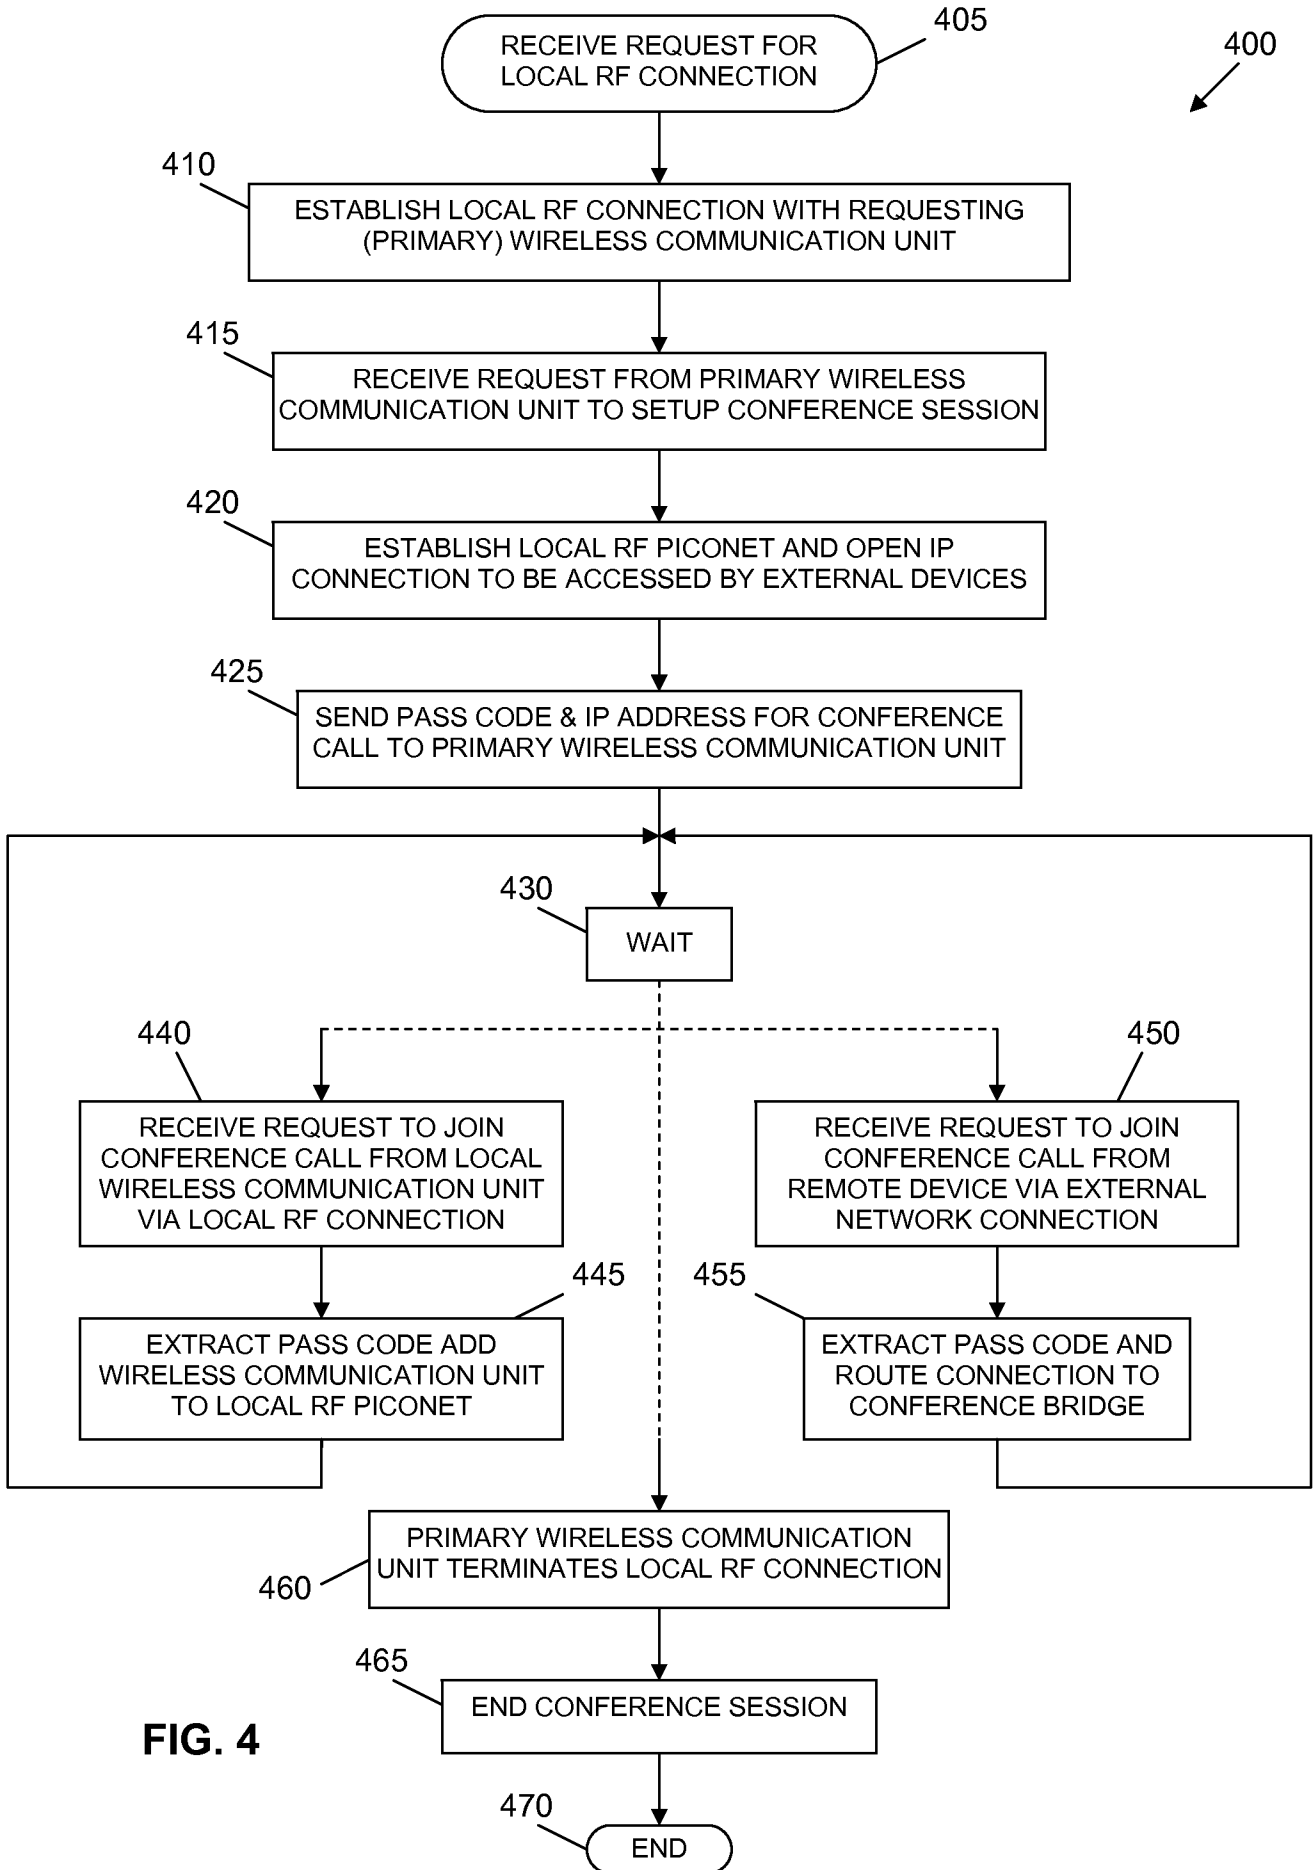 RECEIVE REQUEST FOR
LOCAL RF CONNECTION
405
400
410
ESTABLISH LOCAL RF CONNECTION WITH REQUESTING
(PRIMARY) WIRELESS COMMUNICATION UNIT
415
RECEIVE REQUEST FROM PRIMARY WIRELESS
COMMUNICATION UNIT TO SETUP CONFERENCE SESSION
420
ESTABLISH LOCAL RF PICONET AND OPEN IP
CONNECTION TO BE ACCESSED BY EXTERNAL DEVICES
425
SEND PASS CODE & IP ADDRESS FOR CONFERENCE
CALL TO PRIMARY WIRELESS COMMUNICATION UNIT
430
WAIT
440
RECEIVE REQUEST TO JOIN
CONFERENCE CALL FROM LOCAL
WIRELESS COMMUNICATION UNIT
VIA LOCAL RF CONNECTION
450
RECEIVE REQUEST TO JOIN
CONFERENCE CALL FROM
REMOTE DEVICE VIA EXTERNAL
NETWORK CONNECTION
445
EXTRACT PASS CODE ADD
WIRELESS COMMUNICATION UNIT
TO LOCAL RF PICONET
455
EXTRACT PASS CODE AND
ROUTE CONNECTION TO
CONFERENCE BRIDGE
PRIMARY WIRELESS COMMUNICATION
UNIT TERMINATES LOCAL RF CONNECTION
460
465
END CONFERENCE SESSION
FIG. 4
470
END